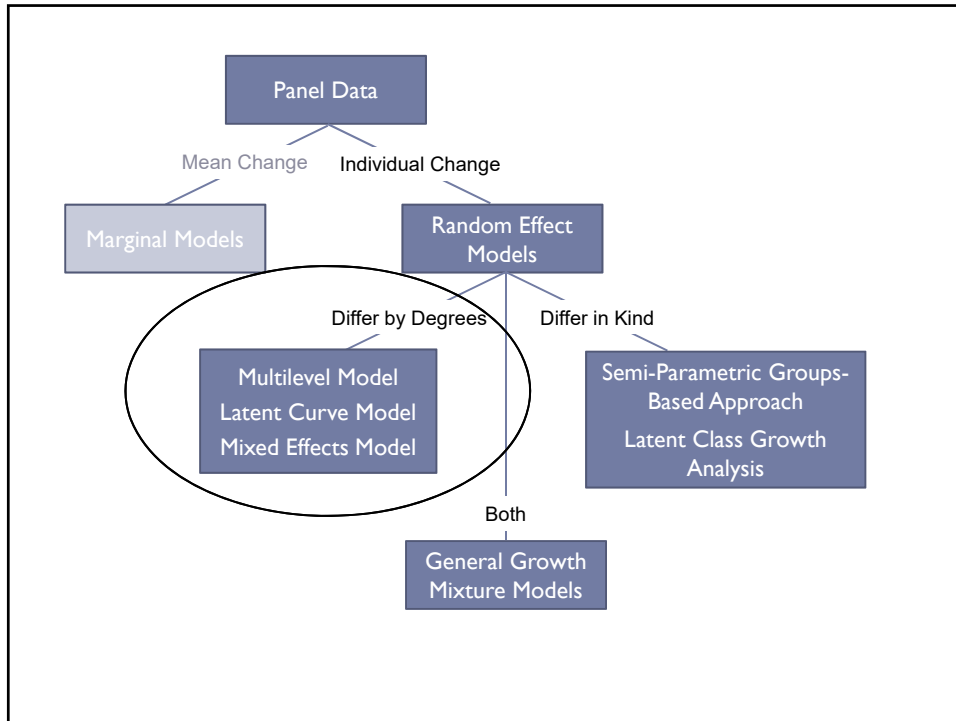 Panel Data
Mean Change
Individual Change
Marginal Models
Random Effect
Models
Differ by Degrees
Differ in Kind
Multilevel Model
Latent Curve Model
Mixed Effects Model
Semi-Parametric Groups-
Based Approach
Latent Class Growth
Analysis
Both
General Growth
Mixture Models